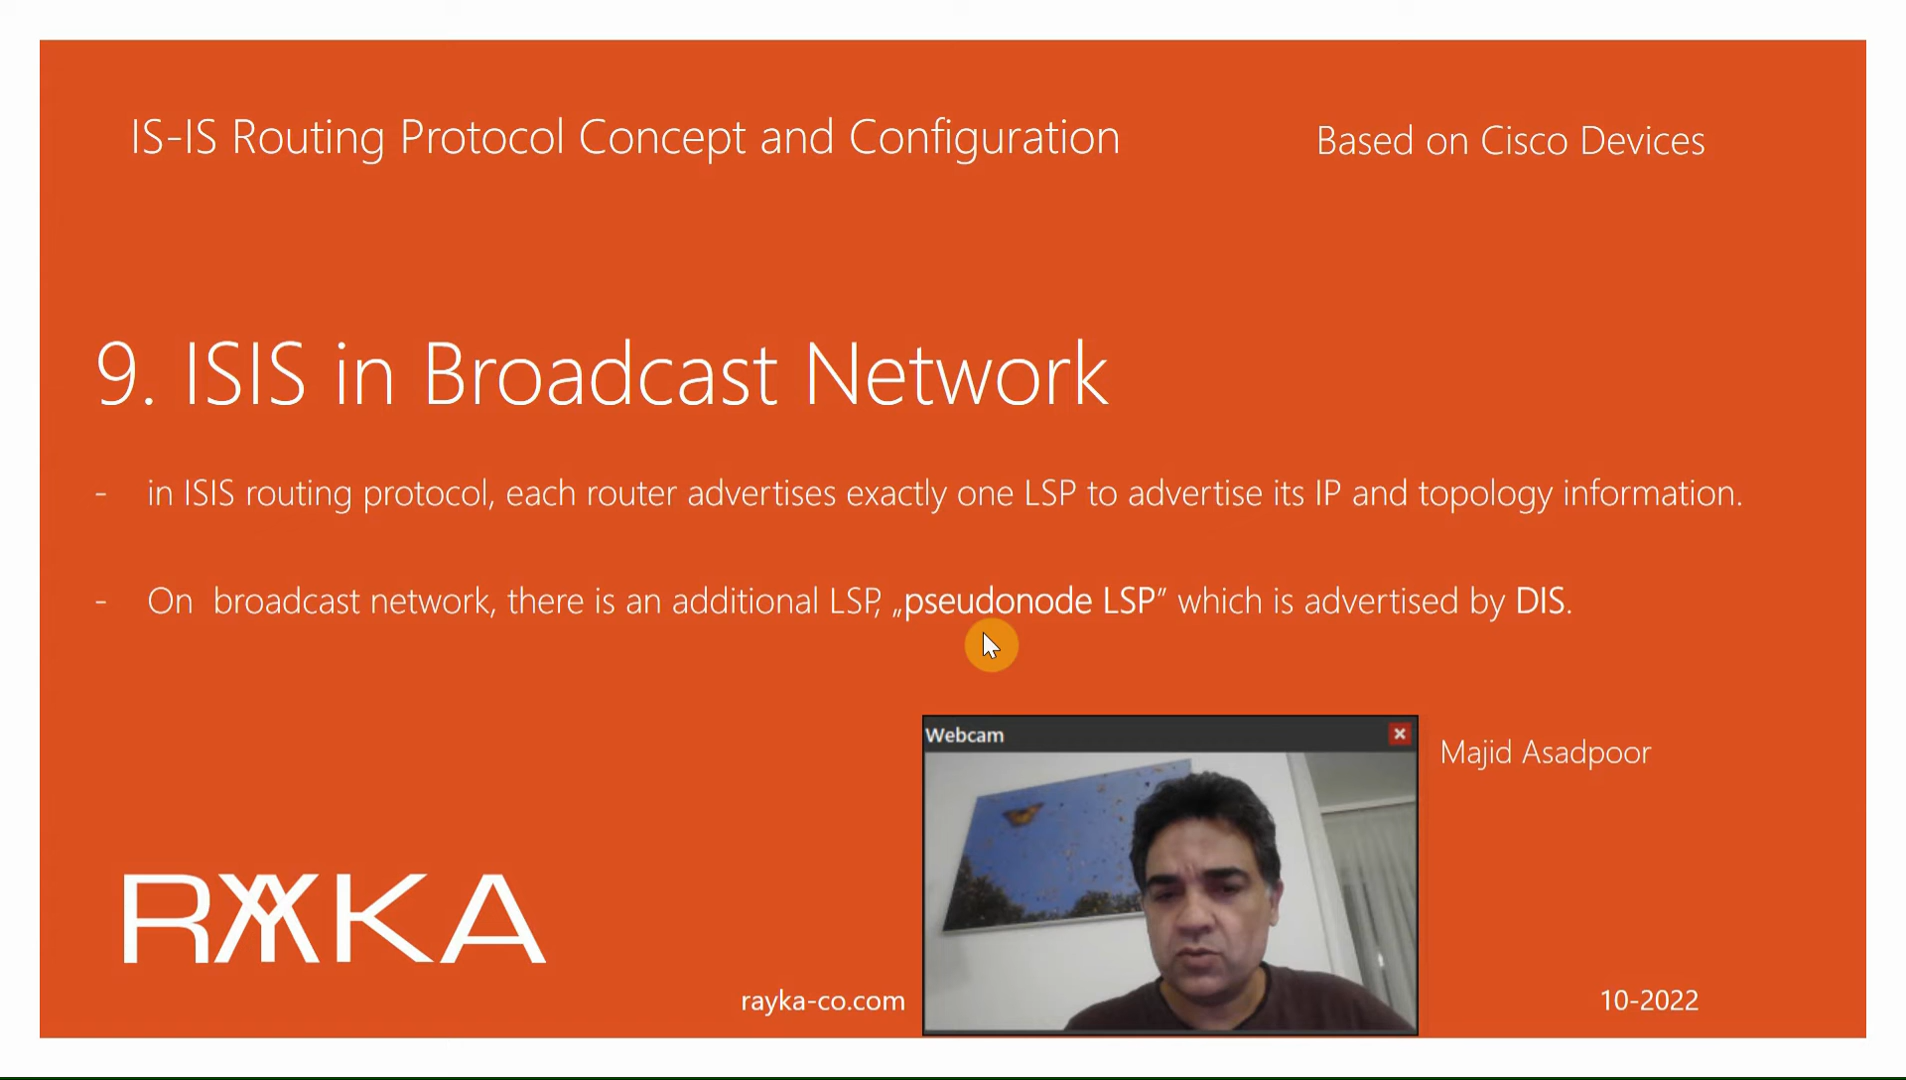 IS-IS Routing Protocol Concept and Configuration
Based on Cisco Devices
9. ISIS in Broadcast Network
- in ISIS routing protocol, each router advertises exactly one LSP to advertise its IP and topology information.
- On broadcast network, there is an additional LSP, „pseudonode LSP” which is advertised by DIS.
Webcam
Majid Asadpoor
RAYKA
rayka-co.com
10-2022